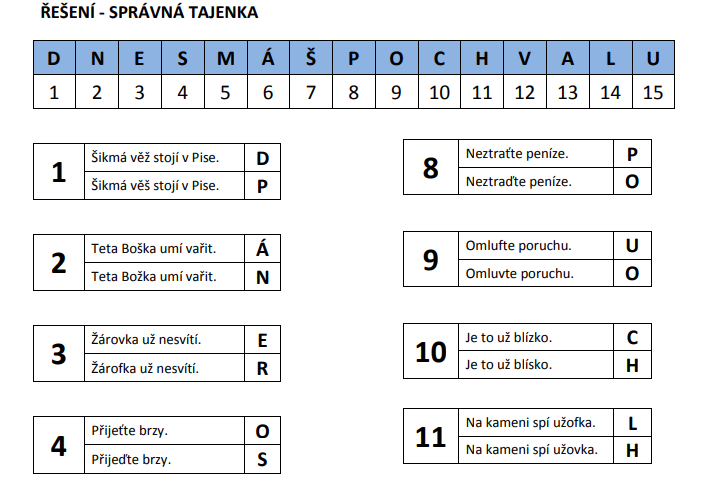 ŘEŠENÍ - SPRÁVNÁ TAJENKA
D N E S M Á Š P O C H V A L U
1 2 3 4 5 6 7 8 9 10 11 12 13 14 15
1
Šikmá věž stojí v Pise. D
Šikmá věš stojí v Pise. P
2
Teta Boška umí vařit. Á
Teta Božka umí vařit. N
3
Žárovka už nesvítí. E
Žárofka už nesvítí. R
4
Přijeťte brzy. O
Přijeďte brzy. S
8
Neztraťte peníze. P
Neztraďte peníze. O
9
Omlufte poruchu. U
Omluvte poruchu. O
10
Je to už blízko. C
Je to už blísko. H
11
Na kameni spí užofka. L
Na kameni spí užovka. H